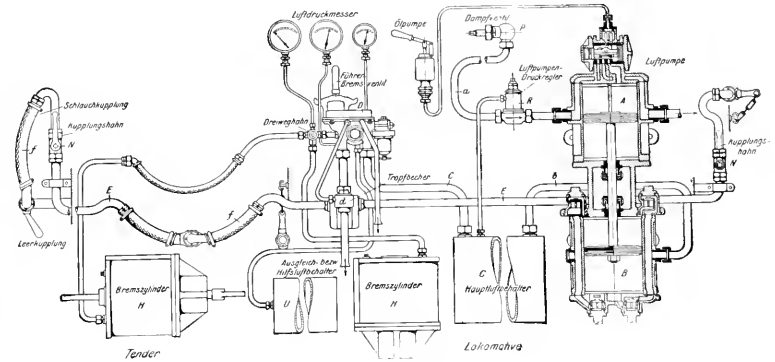 Luftdruckmesser
Ölpumpe
Dampfventil
P
Luftpumpe
Führer-
Bremsventil
Luftpumpen-
Druckregler
D
Schlauchkupplung
Kupplungshahn
Dreweghahn
a
R
A
f
N
Kupplungs-
hahn
N
Tropfbecher
C
B
E
E
f
d
Leerkupplung
Ausgleich- bezw
Hilfsluftbehälter
Bremszylinder
H
U
Bremszylinder
H
C
Hauptluftbehälter
B
Tender
Lokomotive